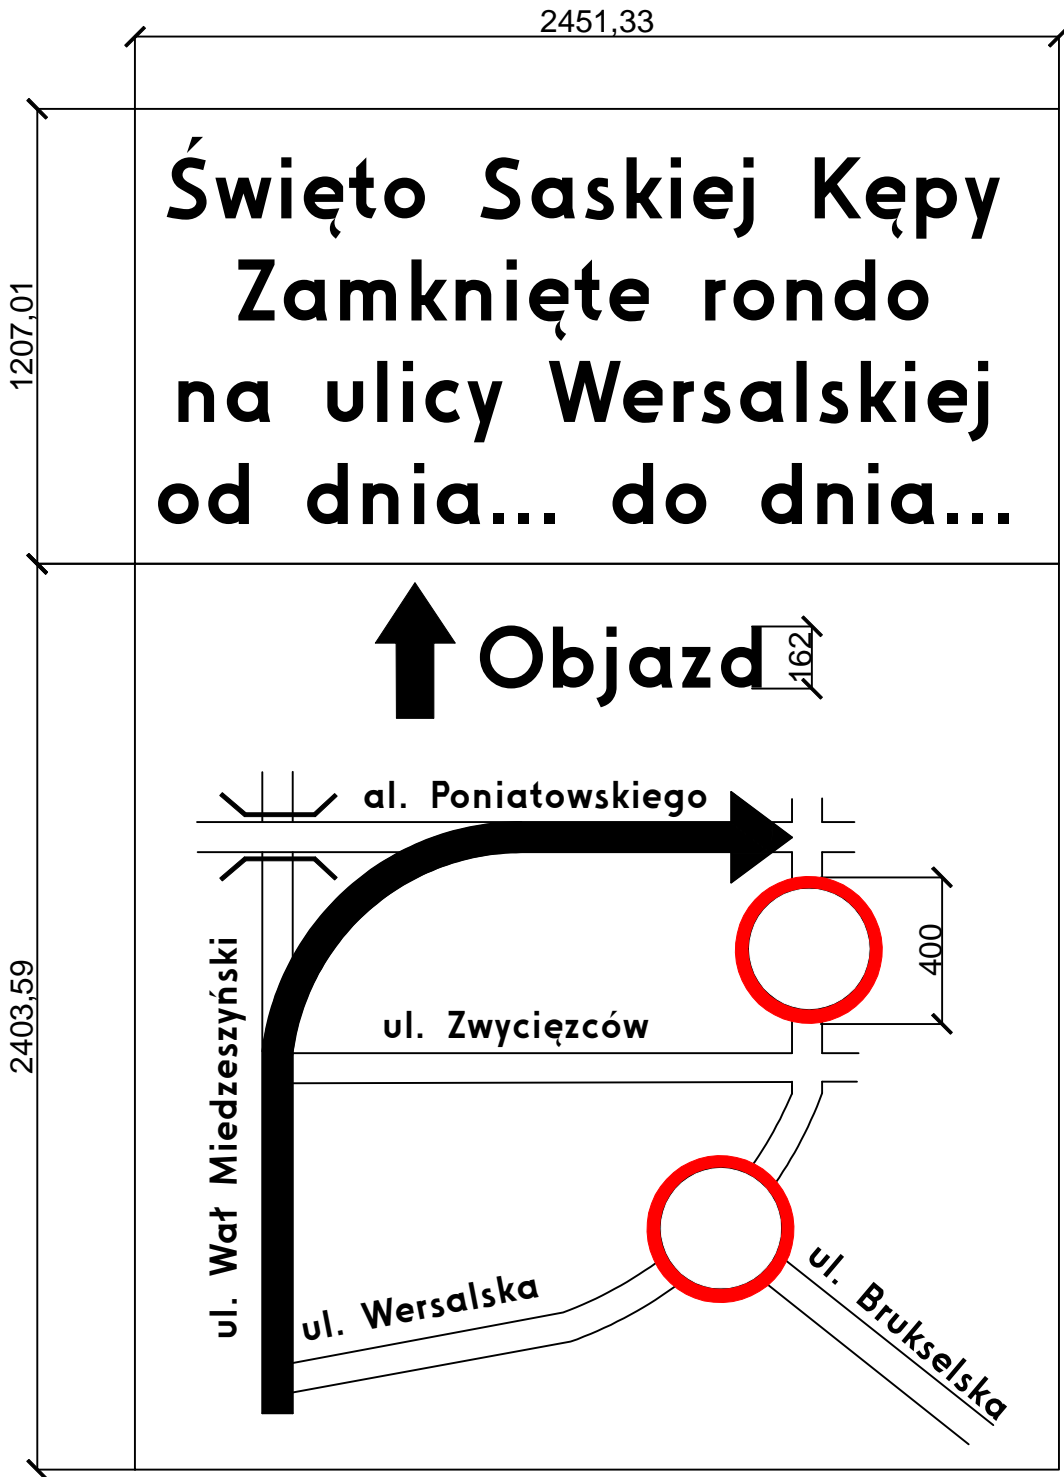 2451,33
Święto Saskiej Kępy
Zamknięte rondo
na ulicy Wersalskiej
od dnia... do dnia...
1207,01
Objazd
162
al. Poniatowskiego
400
ul. Zwycięzców
ul. Wał Miedzeszyński
2403,59
ul. Wersalska
ul. Brukselska